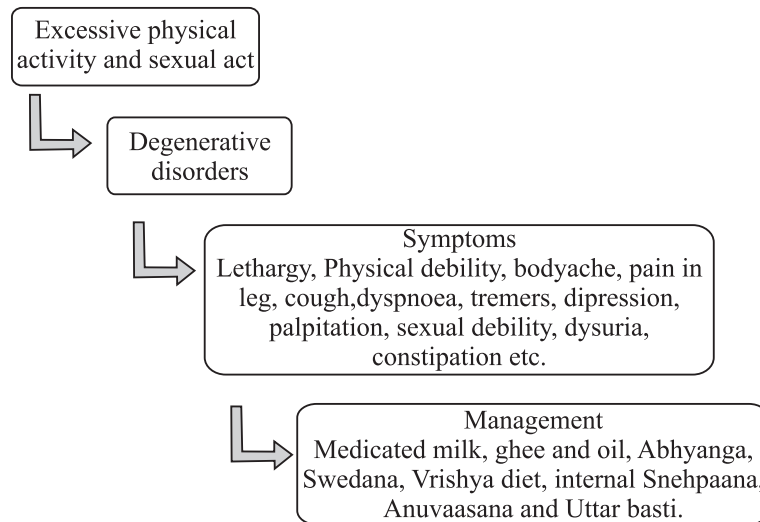 Excessive physical
activity and sexual act
Degenerative
disorders
Symptoms
Lethargy, Physical debility, bodyache, pain in
leg, cough,dyspnoea, tremers, dipression,
palpitation, sexual debility, dysuria,
constipation etc.
Management
Medicated milk, ghee and oil, Abhyanga,
Swedana, Vrishya diet, internal Snehpaana,
Anuvaasana and Uttar basti.